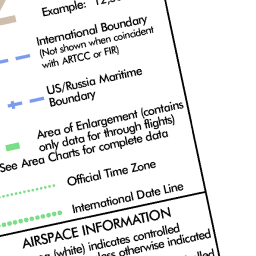 Example: 12,
International Boundary
(Not shown when coincident
with ARTCC or FIR)
US/Russia Maritime
Boundary
Area of Enlargement (contains
only data for through flights)
See Area Charts for complete data
Official Time Zone
International Date Line
AIRSPACE INFORMATION
(white) indicates controlled
otherwise indicated